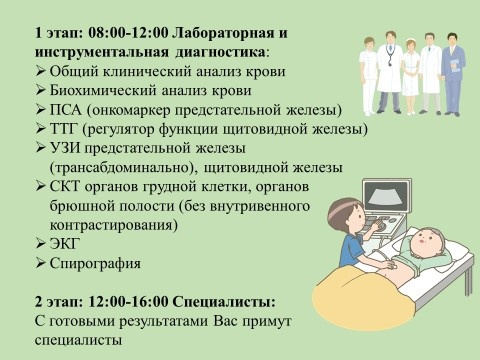 1 этап: 08:00-12:00 Лабораторная и
инструментальная диагностика:
➢ Общий клинический анализ крови
➢ Биохимический анализ крови
➢ ПСА (онкомаркер предстательной железы)
➢ ТТГ (регулятор функции щитовидной железы)
➢ УЗИ предстательной железы
(трансабдоминально), щитовидной железы
➢ СКТ органов грудной клетки, органов
брюшной полости (без внутривенного
контрастирования)
➢ ЭКГ
➢ Спирография
2 этап: 12:00-16:00 Специалисты:
С готовыми результатами Вас примут
специалисты